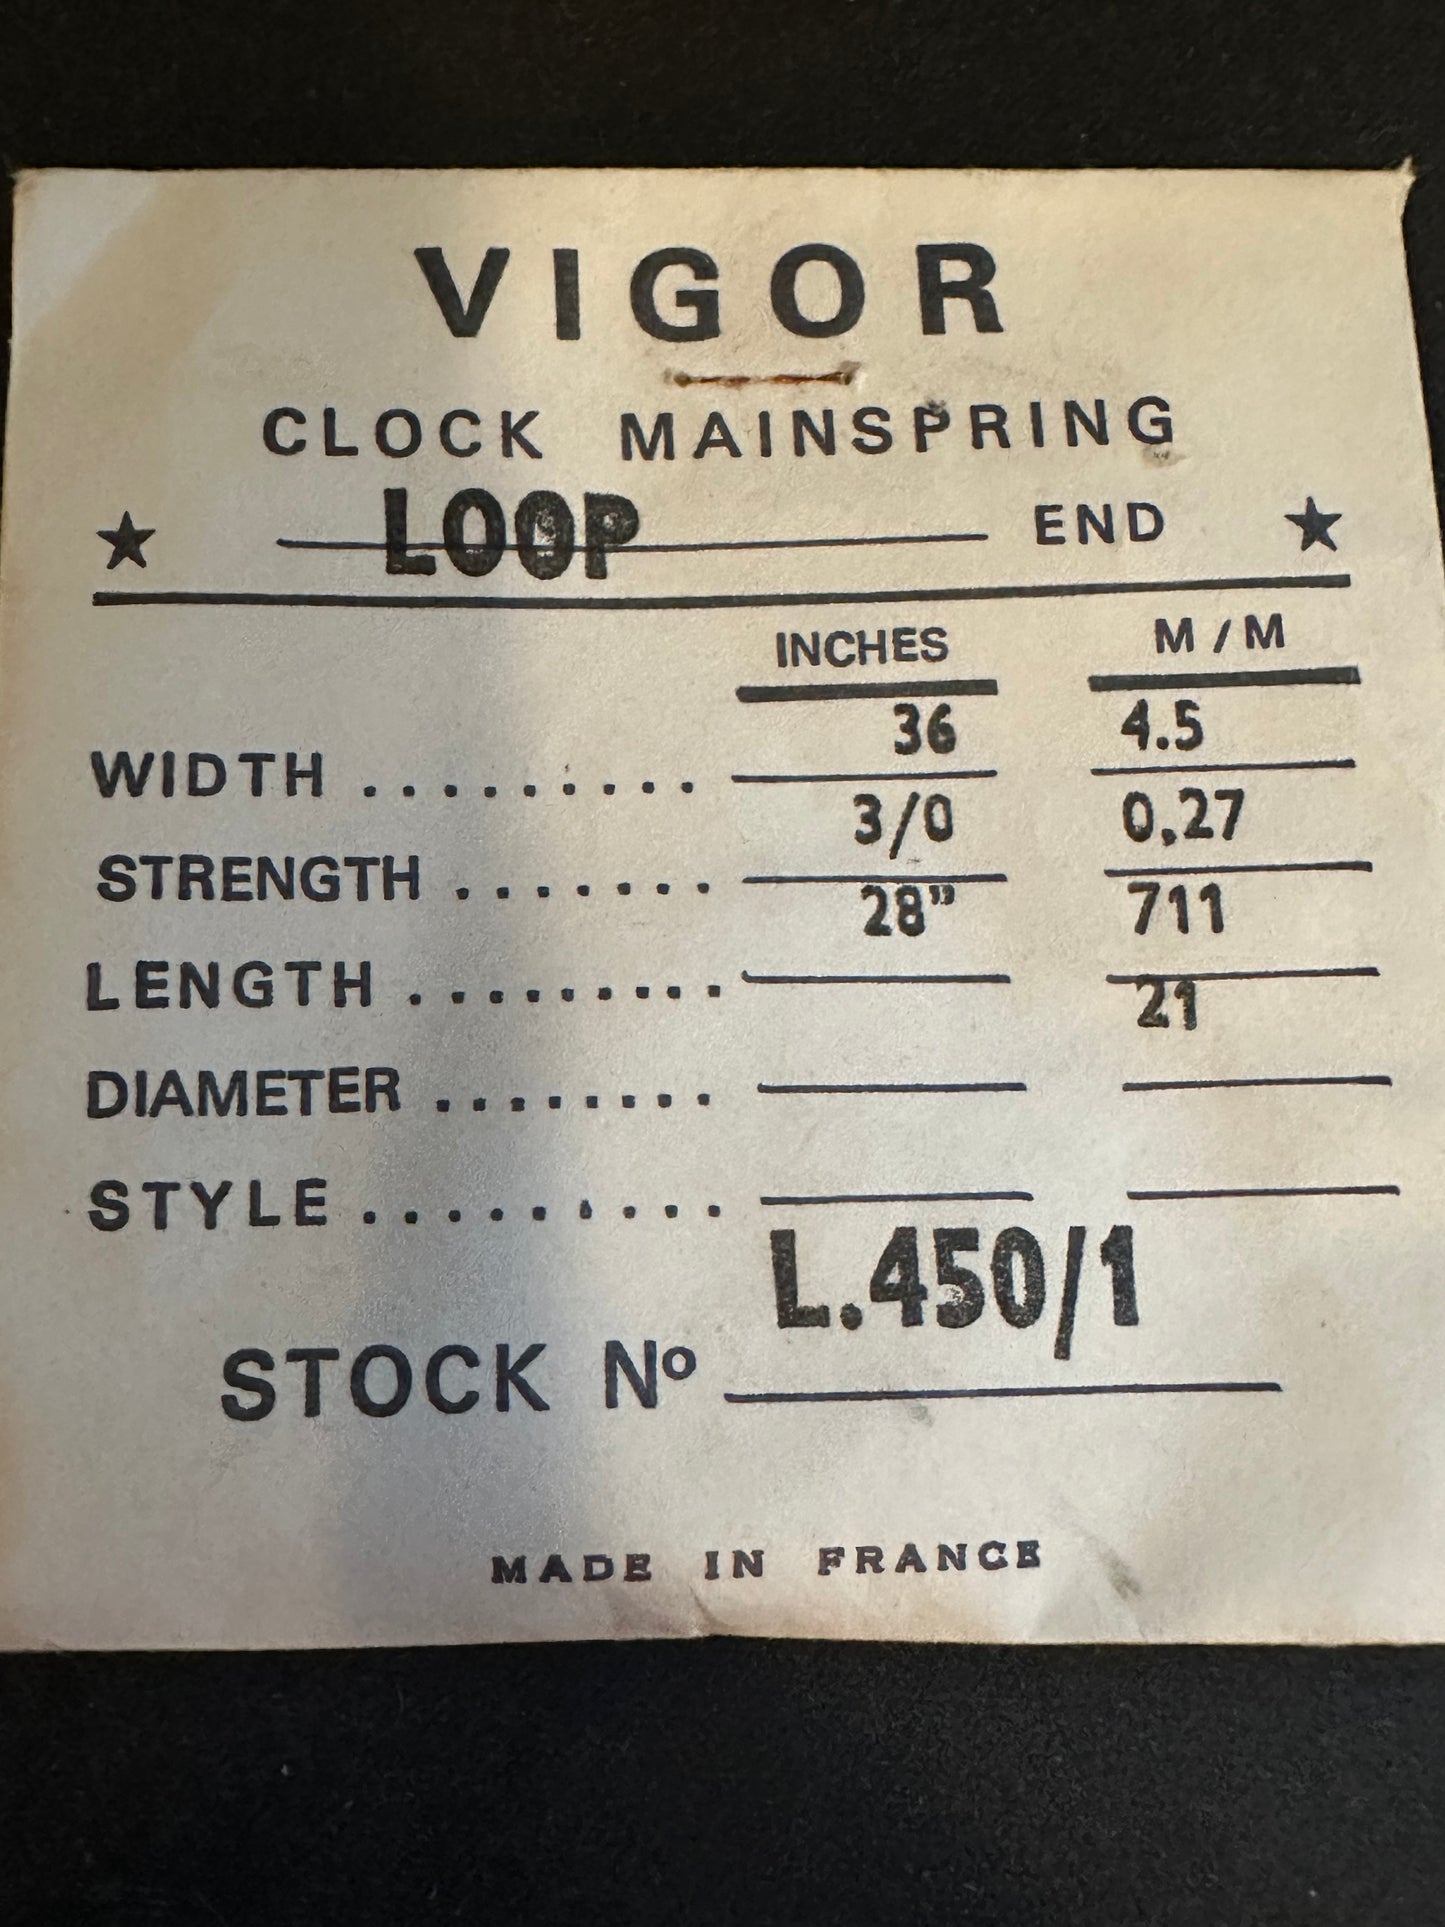 VIGOR
CLOCK MAINSPRING
★ LOOP END ★
INCHES M/M
WIDTH .......... 36 4.5
STRENGTH ....... 3/0 0,27
LENGTH ......... 28" 711
DIAMETER ........ 21
STYLE ..........
STOCK Nº L.450/1
MADE IN FRANCE